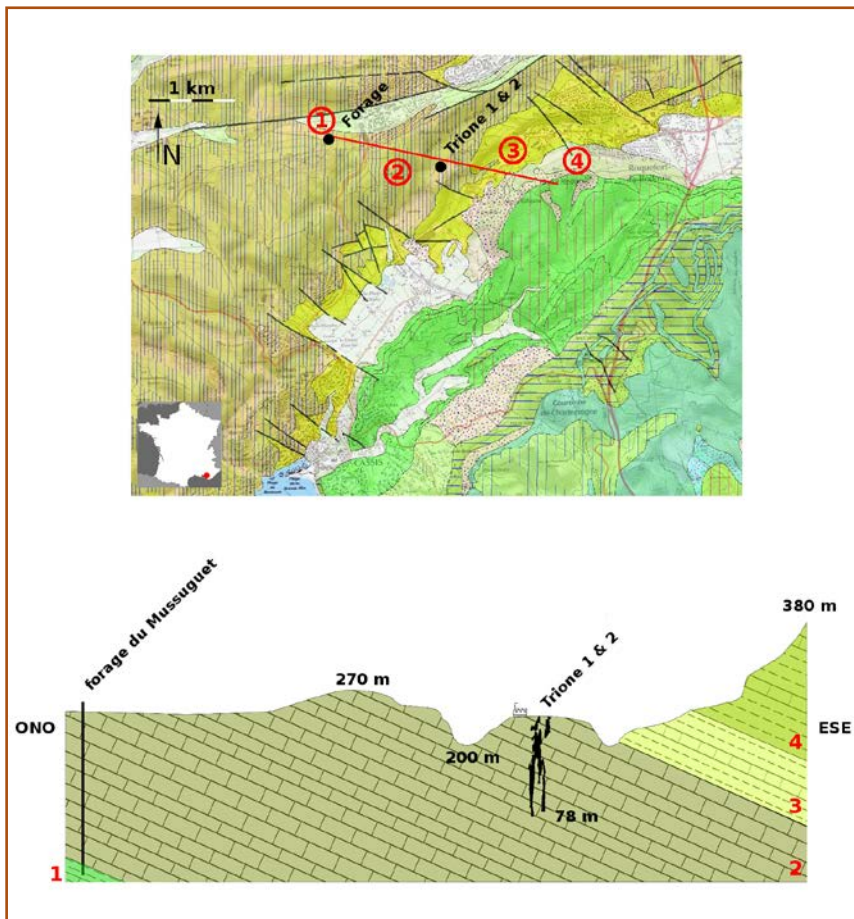 1 km
N
1
Forage
Trione 1 & 2
2
3
4
CASSIS
forage du Mussuguet
270 m
Trione 1 & 2
380 m
ONO
ESE
200 m
78 m
4
3
1
2